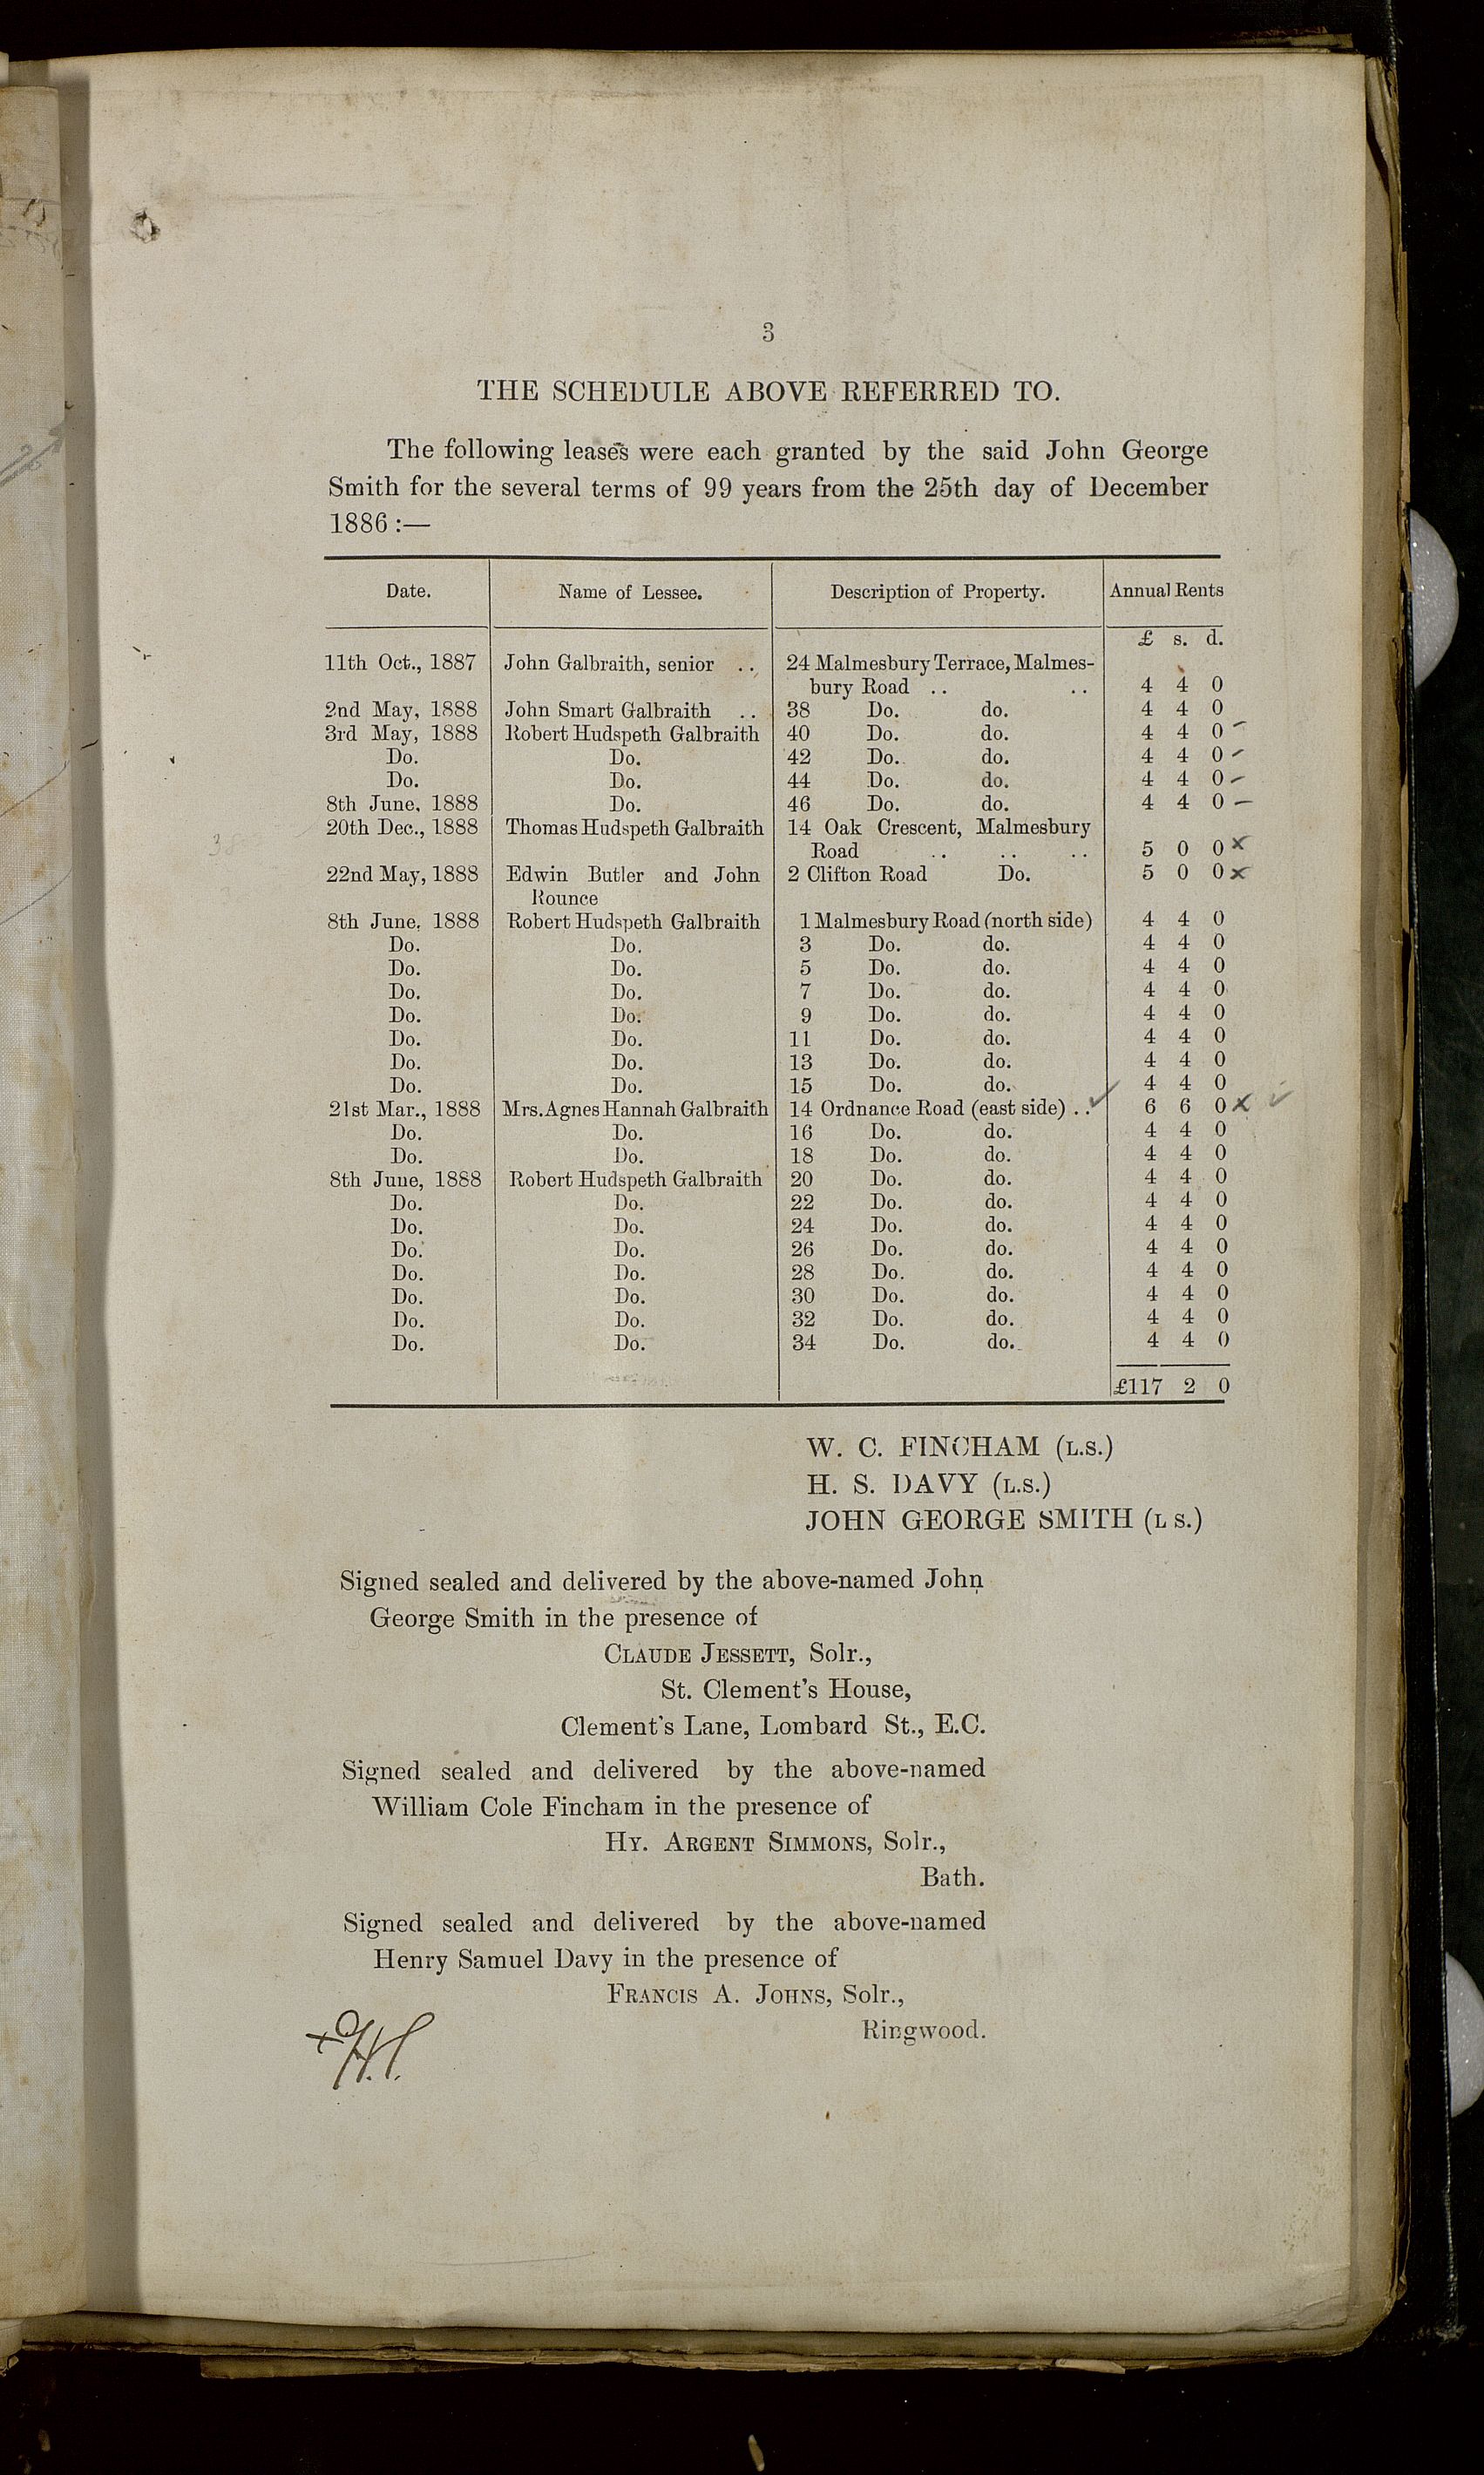 3
THE SCHEDULE ABOVE REFERRED TO.
The following leases were each granted by the said John George
Smith for the several terms of 99 years from the 25th day of December
1886 :—
Date. Name of Lessee. Description of Property. Annual Rents
£ s. d.
11th Oct., 1887 John Galbraith, senior .. 24 Malmesbury Terrace, Malmes-
bury Road .. .. 4 4 0
2nd May, 1888 John Smart Galbraith .. 38 Do. do. 4 4 0
3rd May, 1888 Robert Hudspeth Galbraith 40 Do. do. 4 4 0 –
Do. Do. 42 Do. do. 4 4 0 –
Do. Do. 44 Do. do. 4 4 0 –
8th June, 1888 Do. 46 Do. do. 4 4 0 –
20th Dec., 1888 Thomas Hudspeth Galbraith 14 Oak Crescent, Malmesbury
Road .. .. .. 5 0 0 x
22nd May, 1888 Edwin Butler and John 2 Clifton Road Do. 5 0 0 x
Rounce
8th June, 1888 Robert Hudspeth Galbraith 1 Malmesbury Road (north side) 4 4 0
Do. Do. 3 Do. do. 4 4 0
Do. Do. 5 Do. do. 4 4 0
Do. Do. 7 Do. do. 4 4 0
Do. Do. 9 Do. do. 4 4 0
Do. Do. 11 Do. do. 4 4 0
Do. Do. 13 Do. do. 4 4 0
Do. Do. 15 Do. do. 4 4 0
21st Mar., 1888 Mrs. Agnes Hannah Galbraith 14 Ordnance Road (east side) .. ✓ 6 6 0 x ✓
Do. Do. 16 Do. do. 4 4 0
Do. Do. 18 Do. do. 4 4 0
8th June, 1888 Robert Hudspeth Galbraith 20 Do. do. 4 4 0
Do. Do. 22 Do. do. 4 4 0
Do. Do. 24 Do. do. 4 4 0
Do. Do. 26 Do. do. 4 4 0
Do. Do. 28 Do. do. 4 4 0
Do. Do. 30 Do. do. 4 4 0
Do. Do. 32 Do. do. 4 4 0
Do. Do. 34 Do. do. 4 4 0
£117 2 0
W. C. FINCHAM (L.S.)
H. S. DAVY (L.S.)
JOHN GEORGE SMITH (L S.)
Signed sealed and delivered by the above-named John
George Smith in the presence of
CLAUDE JESSETT, Solr.,
St. Clement's House,
Clement's Lane, Lombard St., E.C.
Signed sealed and delivered by the above-named
William Cole Fincham in the presence of
HY. ARGENT SIMMONS, Solr.,
Bath.
Signed sealed and delivered by the above-named
Henry Samuel Davy in the presence of
FRANCIS A. JOHNS, Solr.,
Ringwood.